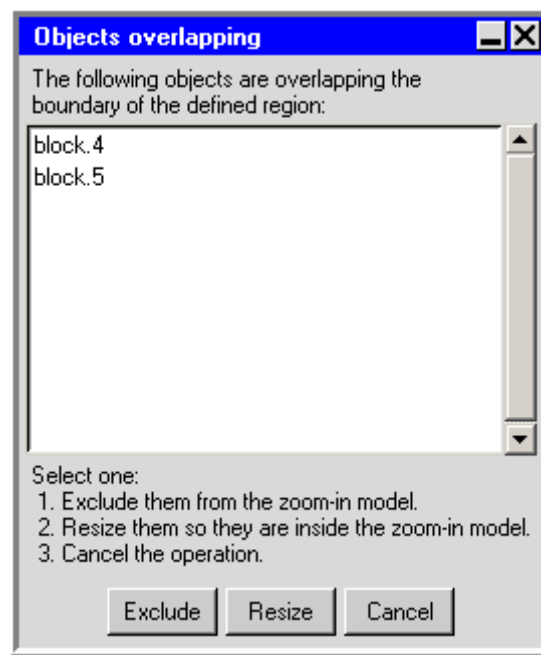 Objects overlapping
The following objects are overlapping the
boundary of the defined region:
block.4
block.5
Select one:
1. Exclude them from the zoom-in model.
2. Resize them so they are inside the zoom-in model.
3. Cancel the operation.
Exclude Resize Cancel